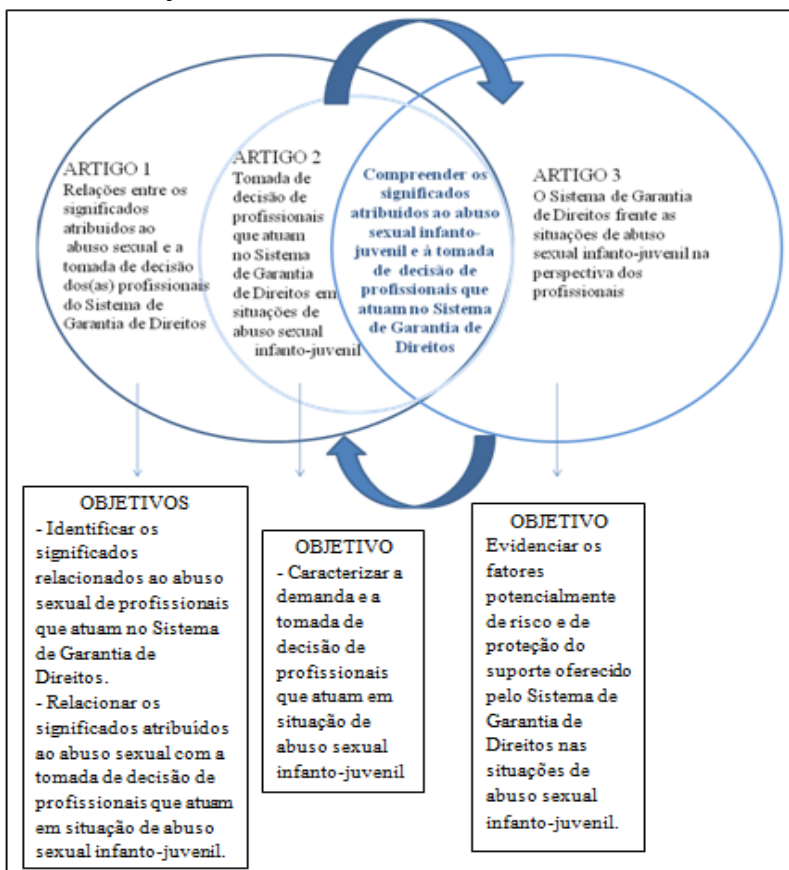 ARTIGO 1
Relações entre os
significados
atribuídos ao
abuso sexual e a
tomada de decisão
dos(as) profissionais
do Sistema de
Garantia de Direitos
ARTIGO 2
Tomada de
decisão de
profissionais
que atuam
no Sistema
de Garantia
de Direitos em
situações de
abuso sexual
infanto-juvenil
Compreender os
significados
atribuídos ao abuso
sexual infanto-
juvenil e à tomada
de decisão de
profissionais que
atuam no Sistema
de Garantia de
Direitos
ARTIGO 3
O Sistema de Garantia
de Direitos frente as
situações de abuso
sexual infanto-juvenil na
perspectiva dos
profissionais
OBJETIVOS
- Identificar os
significados
relacionados ao abuso
sexual de profissionais
que atuam no Sistema
de Garantia de
Direitos.
- Relacionar os
significados atribuídos
ao abuso sexual com a
tomada de decisão de
profissionais que atuam
em situação de abuso
sexual infanto-juvenil.
OBJETIVO
- Caracterizar a
demanda e a
tomada de
decisão de
profissionais
que atuam em
situação de
abuso sexual
infanto-juvenil
OBJETIVO
Evidenciar os
fatores
potencialmente
de risco e de
proteção do
suporte oferecido
pelo Sistema de
Garantia de
Direitos nas
situações de
abuso sexual
infanto-juvenil.